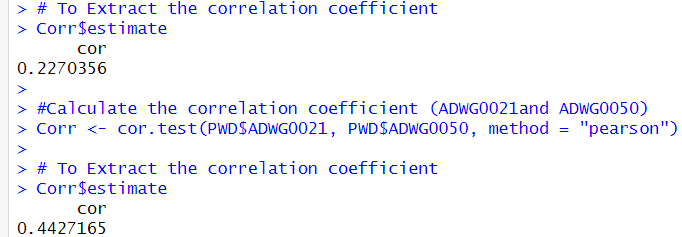 > # To Extract the correlation coefficient
> Corr$estimate
cor
0.2270356
>
> #Calculate the correlation coefficient (ADWG0021and ADWG0050)
> Corr <- cor.test(PWD$ADWG0021, PWD$ADWG0050, method = "pearson")
>
> # To Extract the correlation coefficient
> Corr$estimate
cor
0.4427165